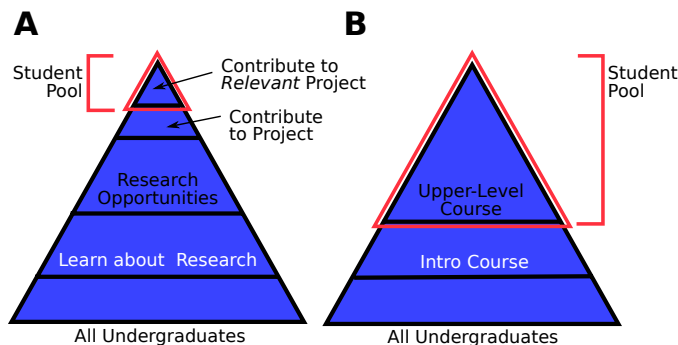 A
Student
Pool
Contribute to
Relevant Project
Contribute
to Project
Research
Opportunities
Learn about Research
All Undergraduates
B
Student
Pool
Upper-Level
Course
Intro Course
All Undergraduates